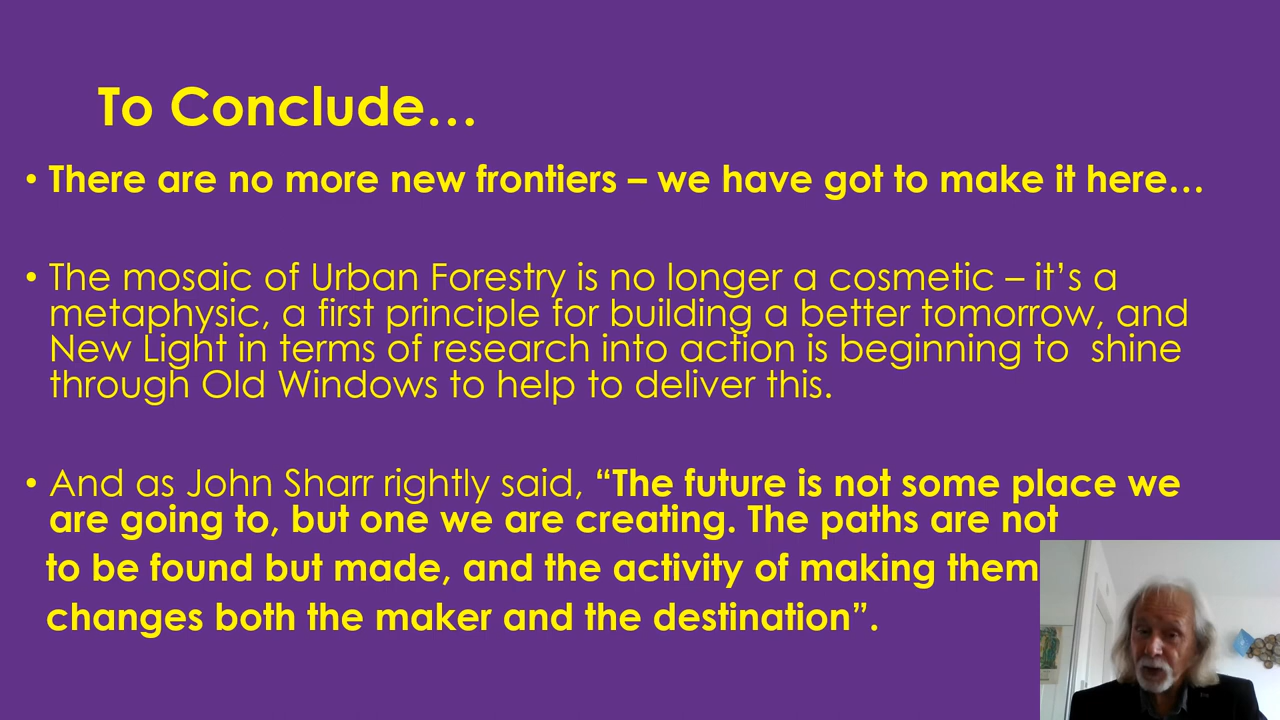 To Conclude…
• There are no more new frontiers – we have got to make it here…
• The mosaic of Urban Forestry is no longer a cosmetic – it’s a
metaphysic, a first principle for building a better tomorrow, and
New Light in terms of research into action is beginning to  shine
through Old Windows to help to deliver this.
• And as John Sharr rightly said, “The future is not some place we
are going to, but one we are creating. The paths are not
to be found but made, and the activity of making them
changes both the maker and the destination”.